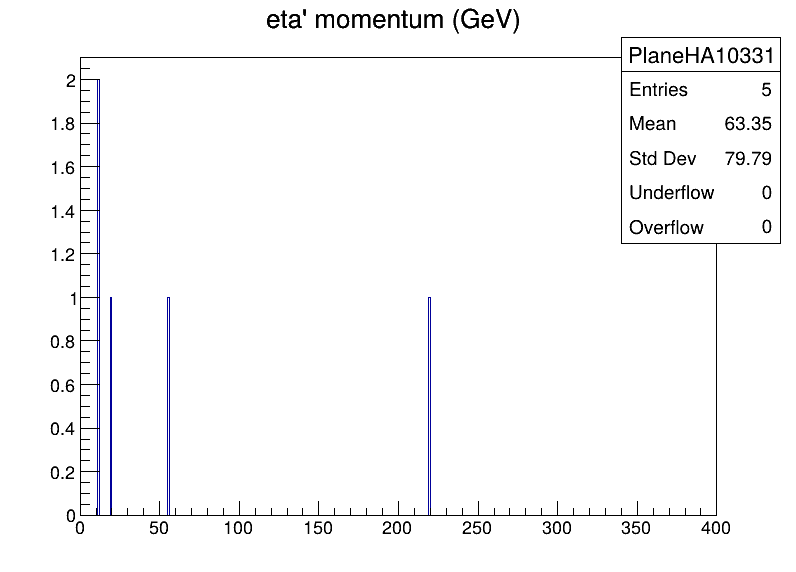 eta' momentum (GeV)
PlaneHA10331
Entries 5
Mean 63.35
Std Dev 79.79
Underflow 0
Overflow 0
2
1.8
1.6
1.4
1.2
1
0.8
0.6
0.4
0.2
0
0 50 100 150 200 250 300 350 400